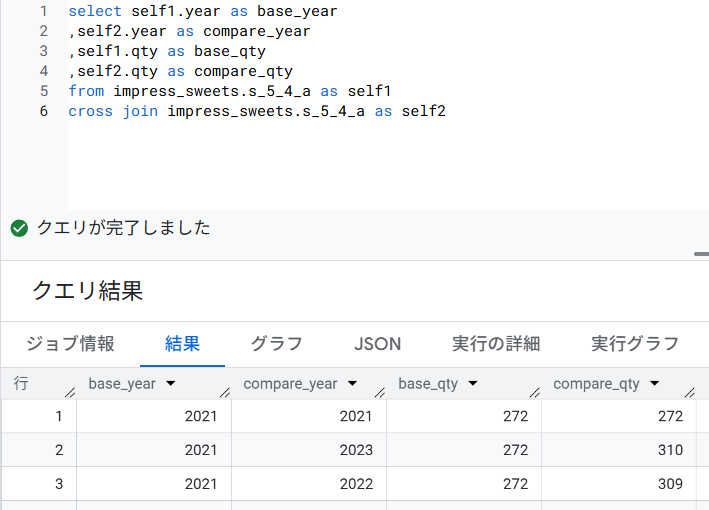 1 select self1.year as base_year
2 ,self2.year as compare_year
3 ,self1.qty as base_qty
4 ,self2.qty as compare_qty
5 from impress_sweets.s_5_4_a as self1
6 cross join impress_sweets.s_5_4_a as self2
クエリが完了しました
クエリ結果
ジョブ情報 結果 グラフ JSON 実行の詳細 実行グラフ
行 base_year compare_year base_qty compare_qty
1 2021 2021 272 272
2 2021 2023 272 310
3 2021 2022 272 309